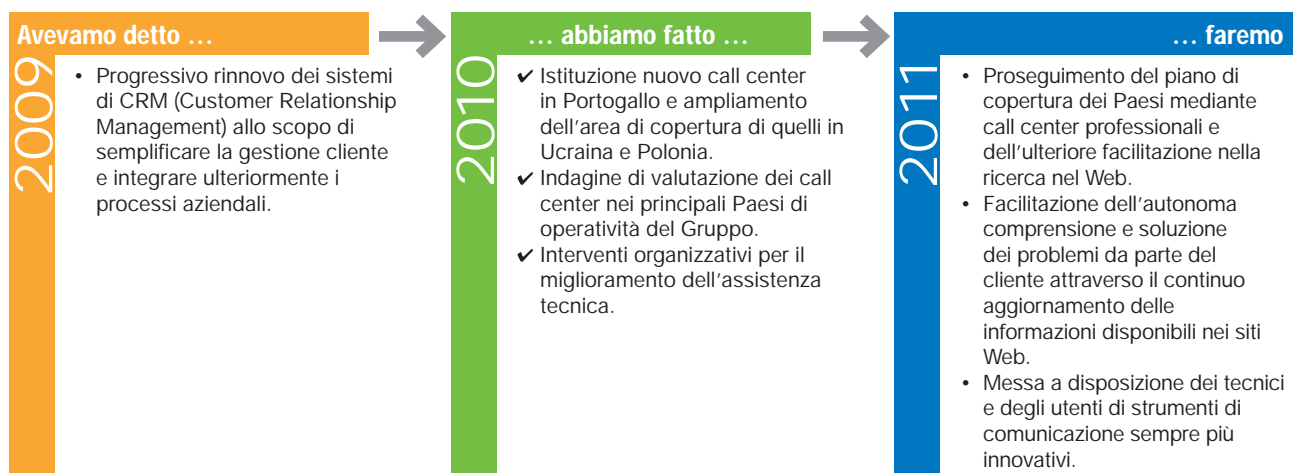 Avevamo detto …
2009
• Progressivo rinnovo dei sistemi
di CRM (Customer Relationship
Management) allo scopo di
semplificare la gestione cliente
e integrare ulteriormente i
processi aziendali.
… abbiamo fatto …
2010
✔ Istituzione nuovo call center
in Portogallo e ampliamento
dell'area di copertura di quelli in
Ucraina e Polonia.
✔ Indagine di valutazione dei call
center nei principali Paesi di
operatività del Gruppo.
✔ Interventi organizzativi per il
miglioramento dell'assistenza
tecnica.
… faremo
2011
• Proseguimento del piano di
copertura dei Paesi mediante
call center professionali e
dell'ulteriore facilitazione nella
ricerca nel Web.
• Facilitazione dell'autonoma
comprensione e soluzione
dei problemi da parte del
cliente attraverso il continuo
aggiornamento delle
informazioni disponibili nei siti
Web.
• Messa a disposizione dei tecnici
e degli utenti di strumenti di
comunicazione sempre più
innovativi.